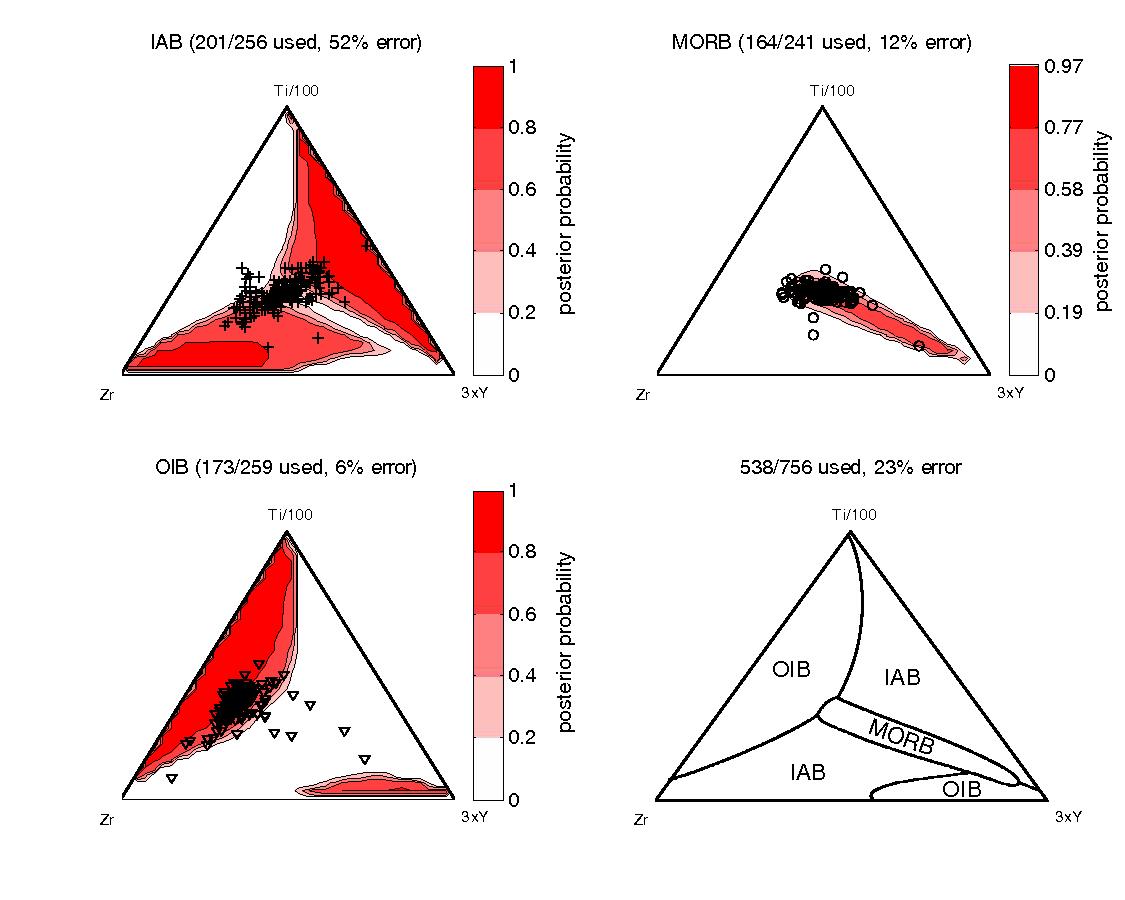 IAB (201/256 used, 52% error)
Ti/100
Zr
3xY
1
0.8
0.6
0.4
0.2
0
posterior probability
MORB (164/241 used, 12% error)
Ti/100
Zr
3xY
0.97
0.77
0.58
0.39
0.19
0
posterior probability
OIB (173/259 used, 6% error)
Ti/100
Zr
3xY
1
0.8
0.6
0.4
0.2
0
posterior probability
538/756 used, 23% error
Ti/100
OIB
IAB
MORB
IAB
OIB
Zr
3xY